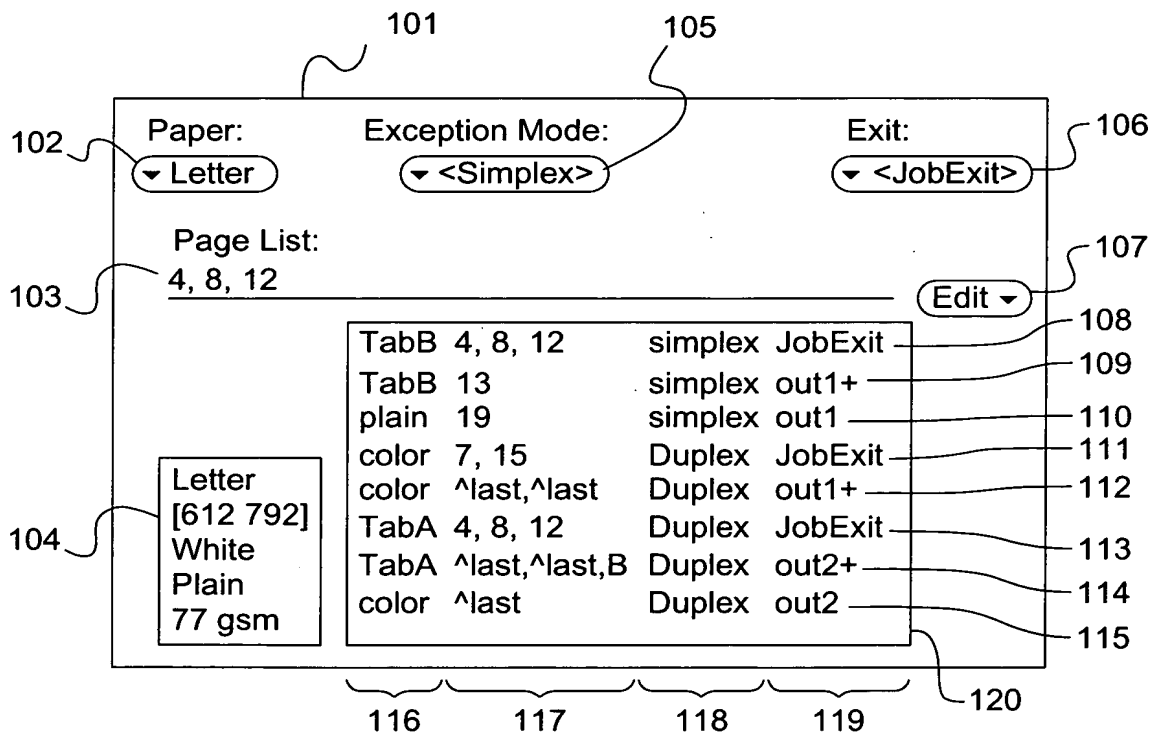 101
105
Paper: Exception Mode: Exit:
102
106
Letter <Simplex> <JobExit>
Page List:
107
103
4, 8, 12
Edit
TabB 4, 8, 12 simplex JobExit 108
TabB 13 simplex out1+ 109
plain 19 simplex out1 110
color 7, 15 Duplex JobExit 111
color ^last,^last Duplex out1+ 112
TabA 4, 8, 12 Duplex JobExit 113
TabA ^last,^last,B Duplex out2+ 114
color ^last Duplex out2 115
104
Letter
[612 792]
White
Plain
77 gsm
120
116 117 118 119